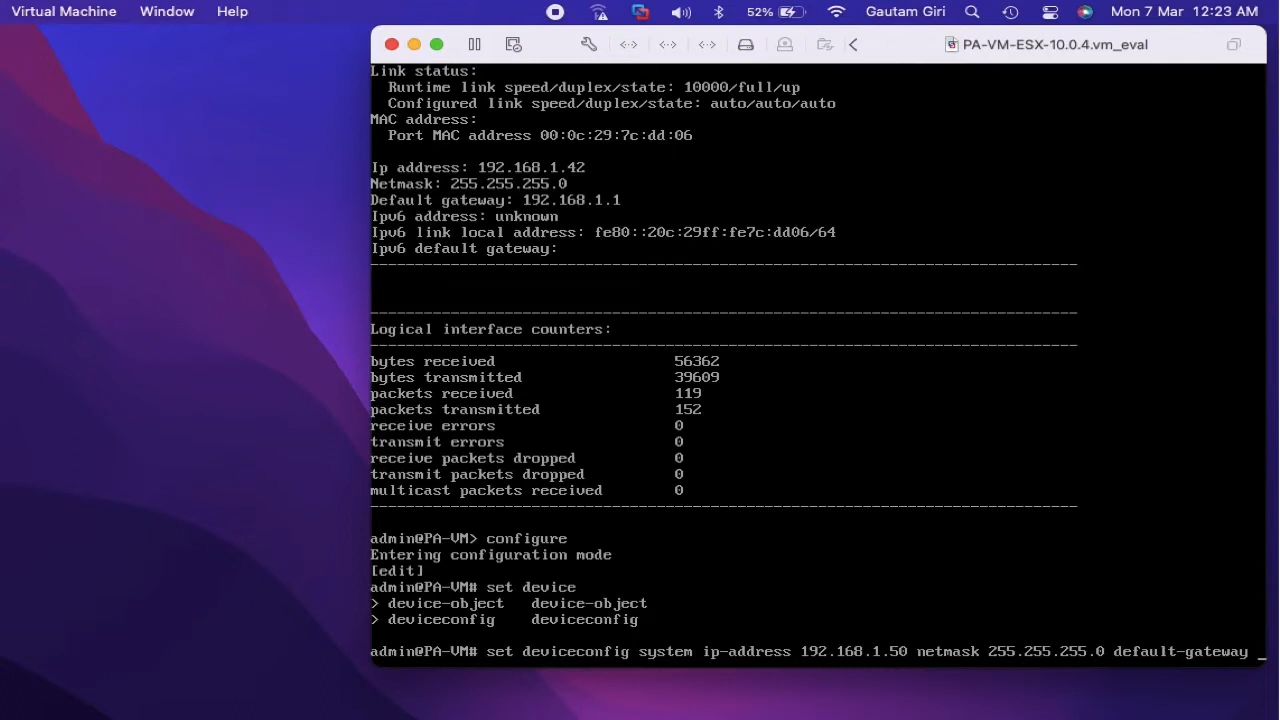 Virtual Machine Window Help 52% Gautam Giri Mon 7 Mar 12:23 AM
PA-VM-ESX-10.0.4.vm_eval
Link status:
Runtime link speed/duplex/state: 10000/full/up
Configured link speed/duplex/state: auto/auto/auto
MAC address:
Port MAC address 00:0c:29:7c:dd:06
Ip address: 192.168.1.42
Netmask: 255.255.255.0
Default gateway: 192.168.1.1
Ipv6 address: unknown
Ipv6 link local address: fe80::20c:29ff:fe7c:dd06/64
Ipv6 default gateway:
-------------------------------------------------------------------------------
-------------------------------------------------------------------------------
Logical interface counters:
-------------------------------------------------------------------------------
bytes received 56362
bytes transmitted 39609
packets received 119
packets transmitted 152
receive errors 0
transmit errors 0
receive packets dropped 0
transmit packets dropped 0
multicast packets received 0
-------------------------------------------------------------------------------
admin@PA-VM> configure
Entering configuration mode
[edit]
admin@PA-VM# set device
> device-object device-object
> deviceconfig deviceconfig
admin@PA-VM# set deviceconfig system ip-address 192.168.1.50 netmask 255.255.255.0 default-gateway _